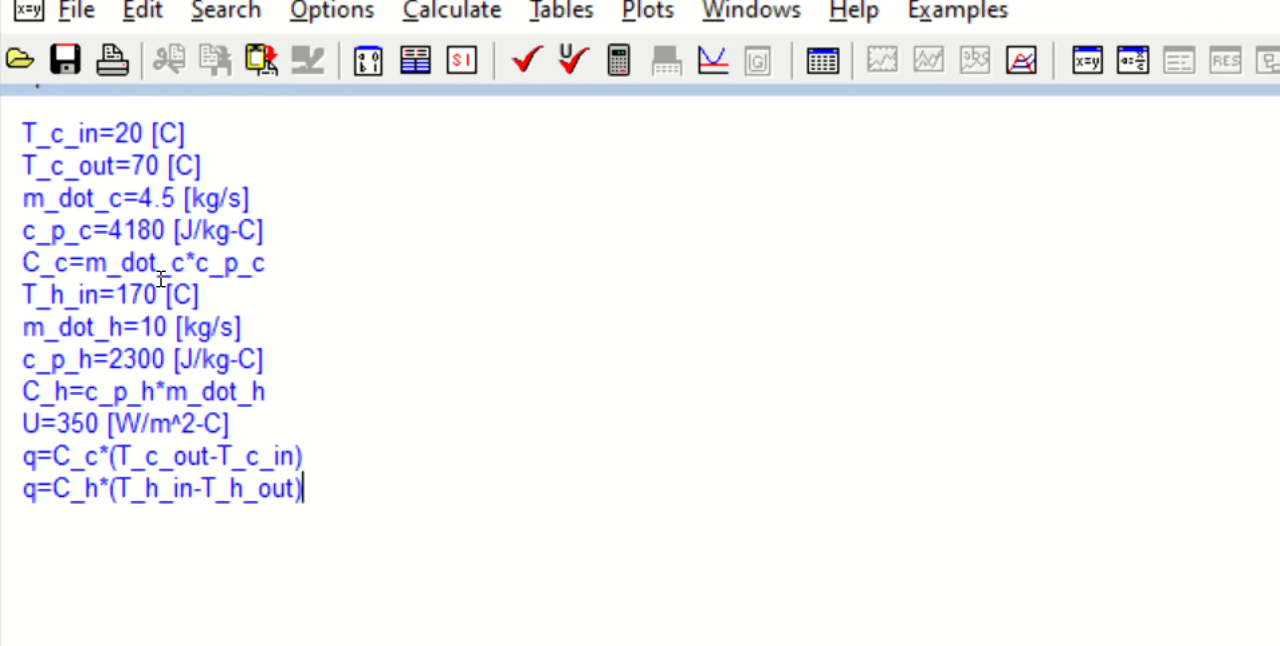 x=y File Edit Search Options Calculate Tables Plots Windows Help Examples
SI U x=y RES
T_c_in=20 [C]
T_c_out=70 [C]
m_dot_c=4.5 [kg/s]
c_p_c=4180 [J/kg-C]
C_c=m_dot_c*c_p_c
T_h_in=170 [C]
m_dot_h=10 [kg/s]
c_p_h=2300 [J/kg-C]
C_h=c_p_h*m_dot_h
U=350 [W/m^2-C]
q=C_c*(T_c_out-T_c_in)
q=C_h*(T_h_in-T_h_out)